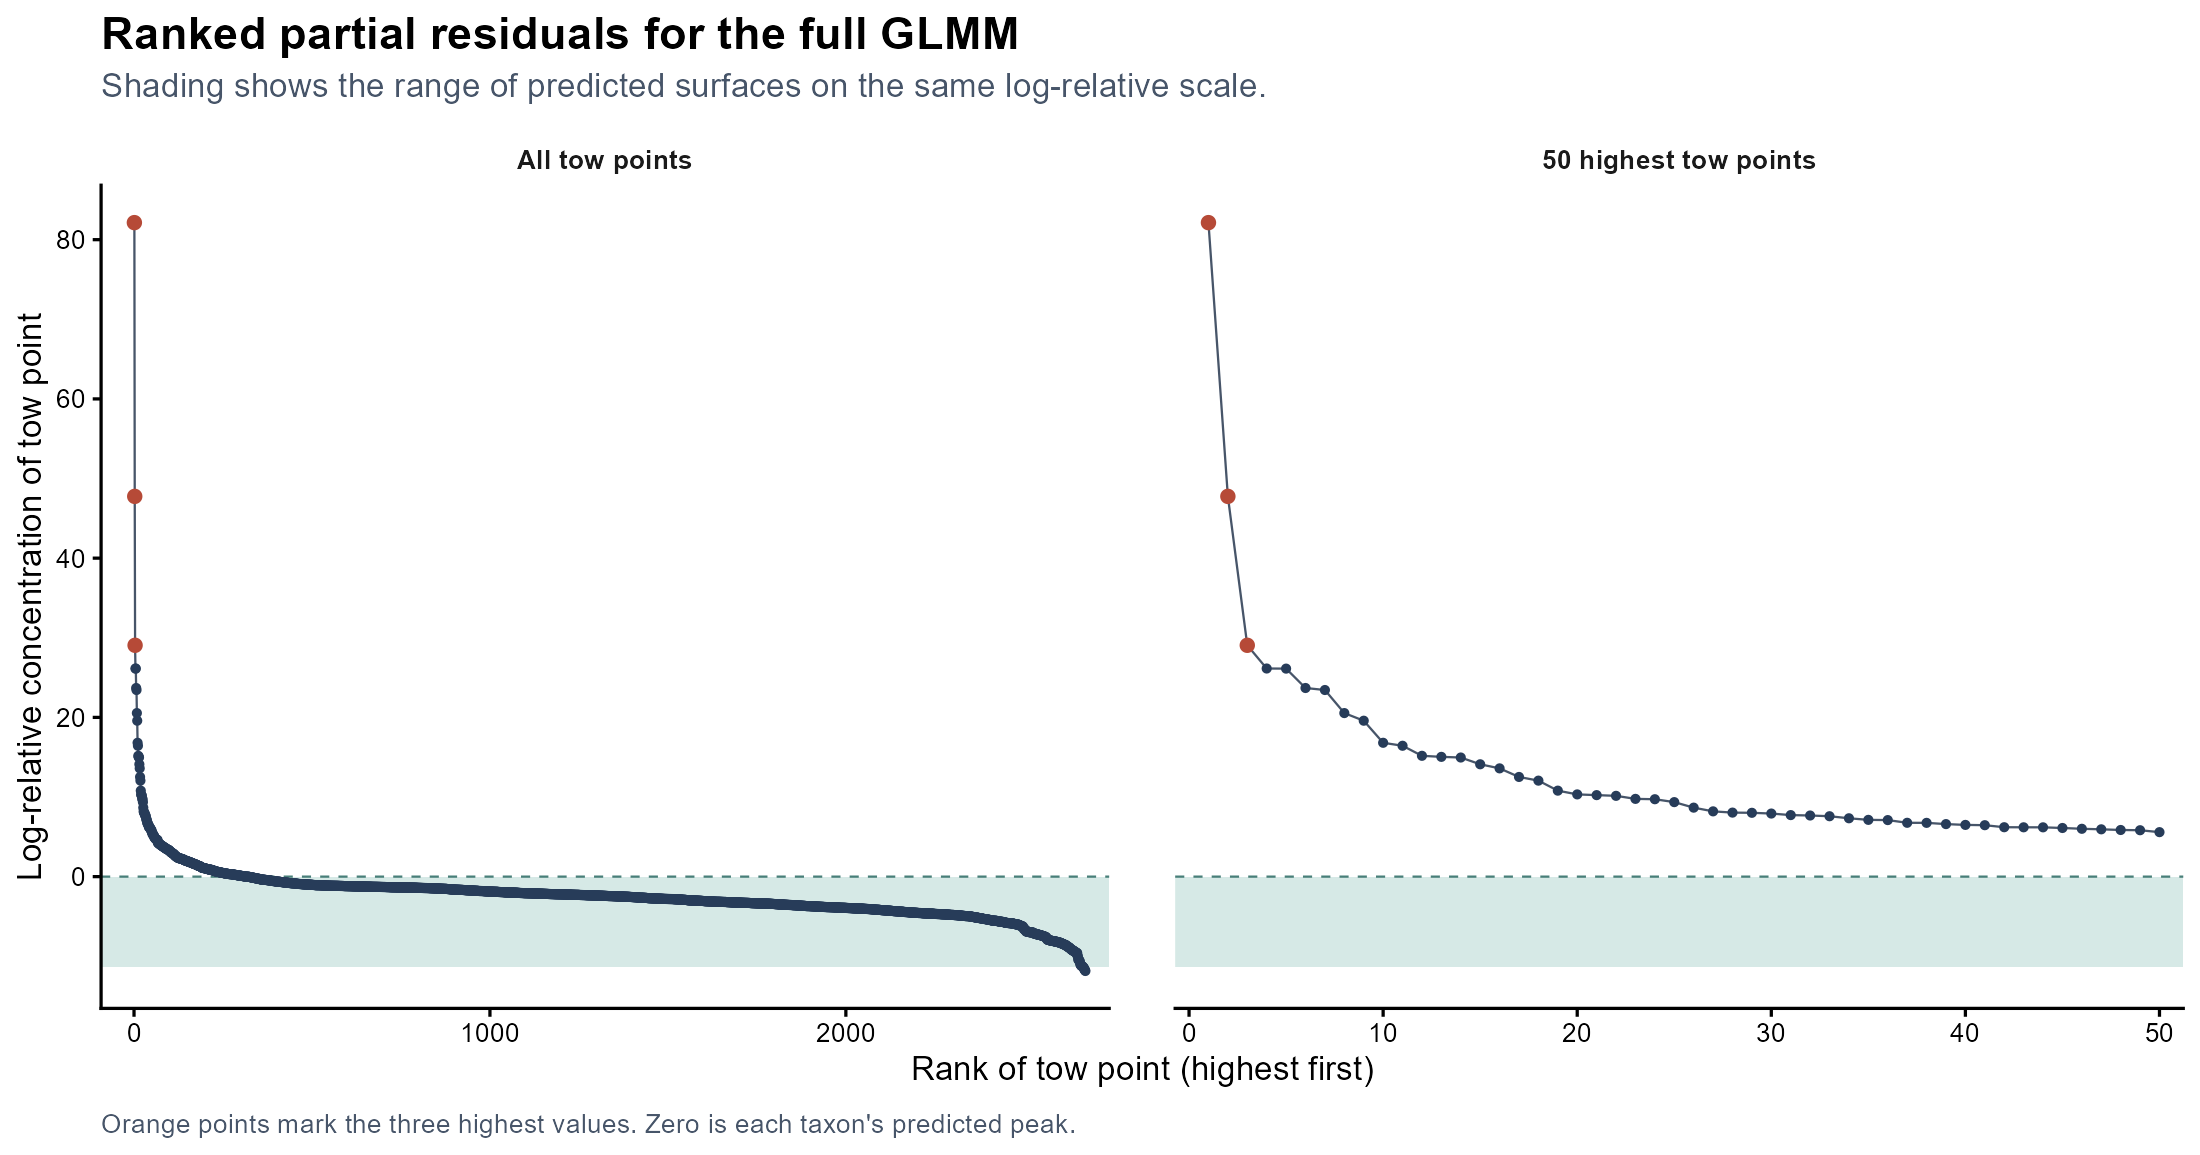 Ranked partial residuals for the full GLMM
Shading shows the range of predicted surfaces on the same log-relative scale.
All tow points
50 highest tow points
Log-relative concentration of tow point
80
60
40
20
0
0
1000
2000
0
10
20
30
40
50
Rank of tow point (highest first)
Orange points mark the three highest values. Zero is each taxon's predicted peak.